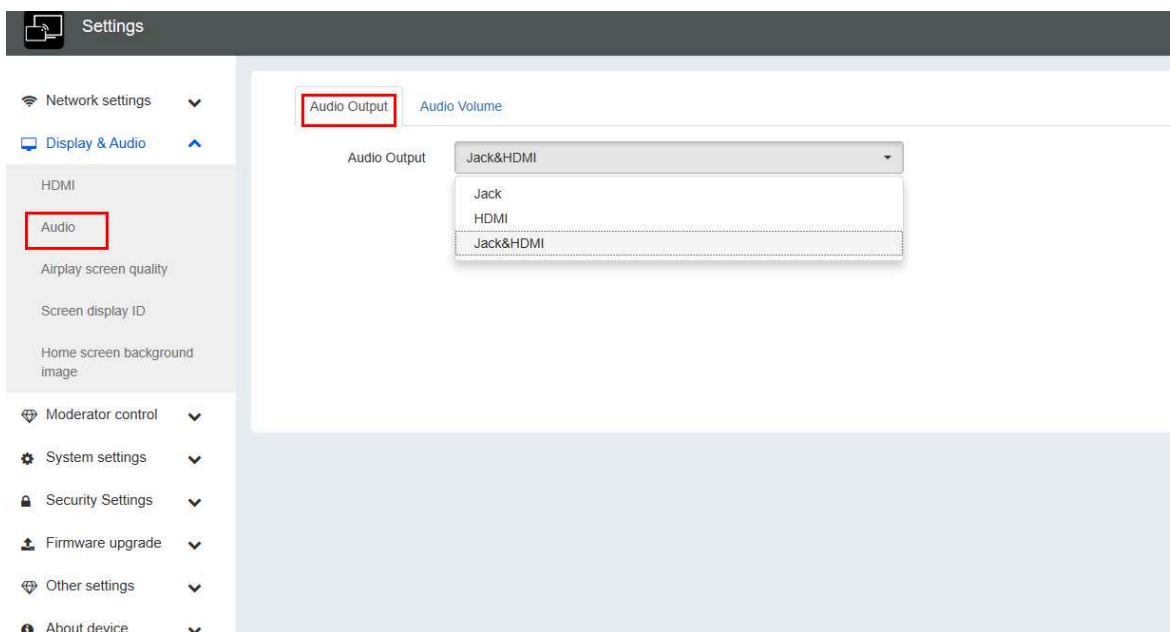 Settings
Network settings
Display & Audio
HDMI
Audio
Airplay screen quality
Screen display ID
Home screen background
image
Moderator control
System settings
Security Settings
Firmware upgrade
Other settings
About device
Audio Output
Audio Volume
Audio Output
Jack&HDMI
Jack
HDMI
Jack&HDMI